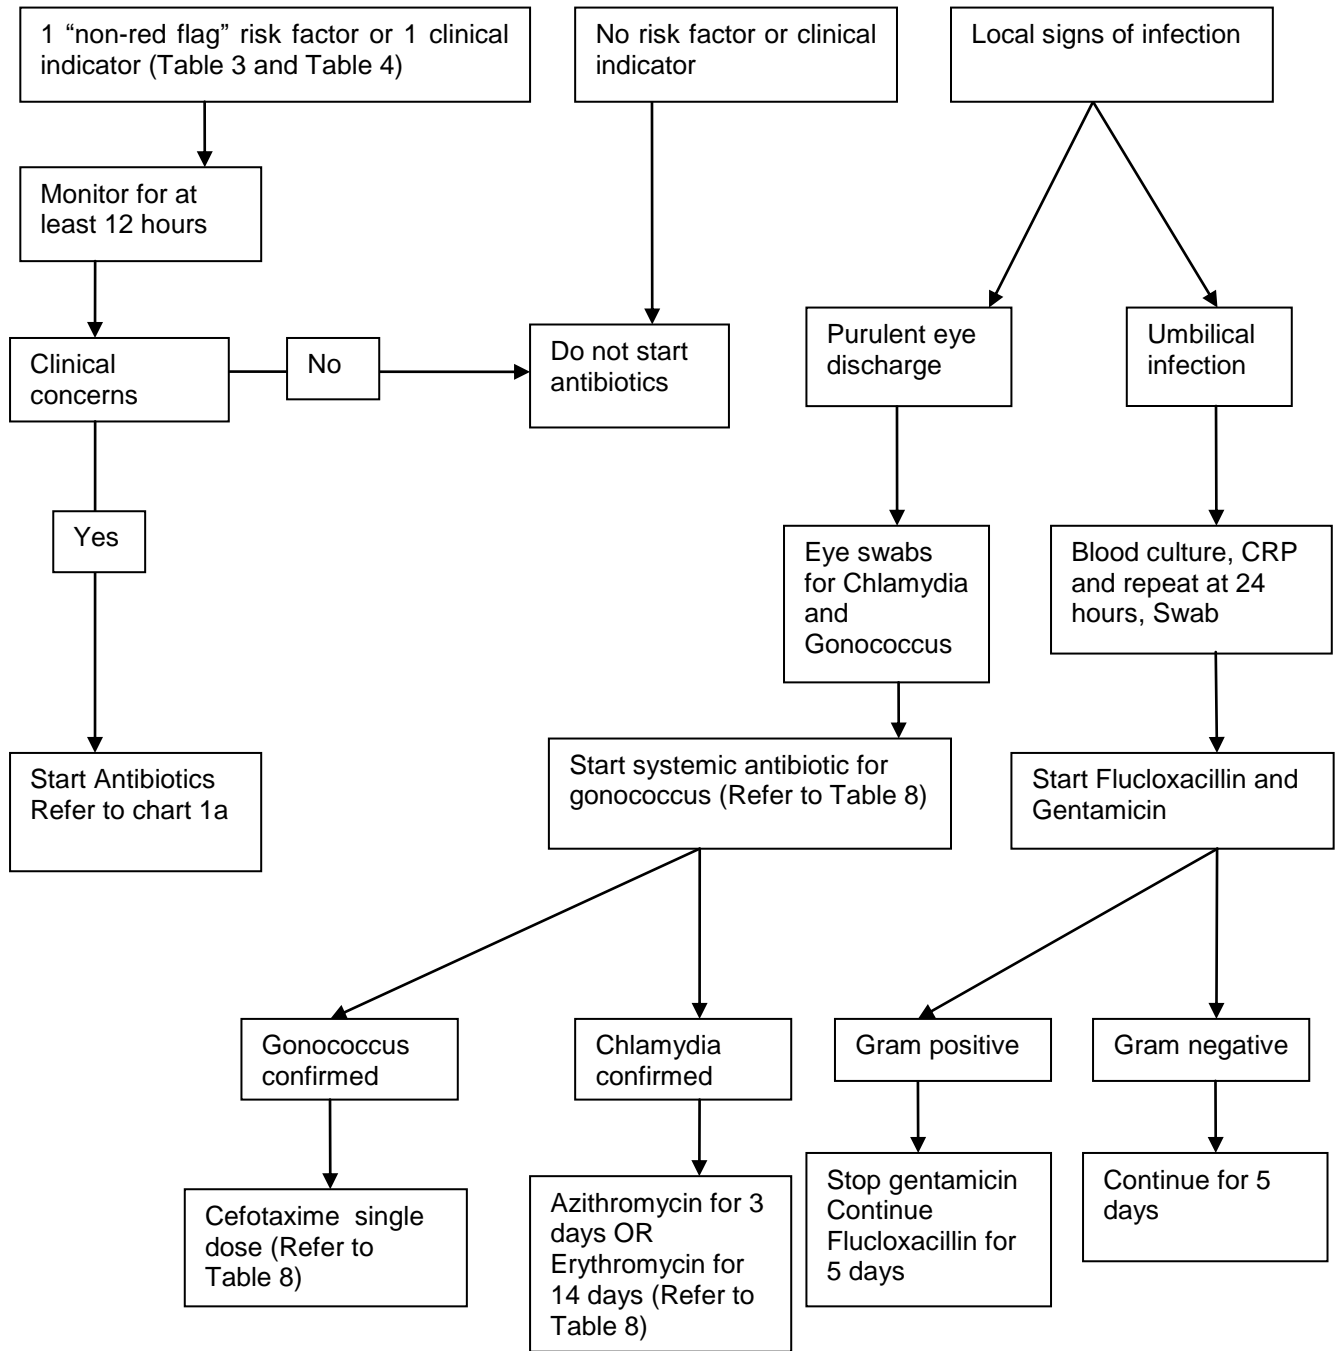 1 “non-red flag” risk factor or 1 clinical
indicator (Table 3 and Table 4)
No risk factor or clinical
indicator
Local signs of infection
Monitor for at
least 12 hours
Clinical
concerns
No
Do not start
antibiotics
Purulent eye
discharge
Umbilical
infection
Yes
Eye swabs
for Chlamydia
and
Gonococcus
Blood culture, CRP
and repeat at 24
hours, Swab
Start Antibiotics
Refer to chart 1a
Start systemic antibiotic for
gonococcus (Refer to Table 8)
Start Flucloxacillin and
Gentamicin
Gonococcus
confirmed
Chlamydia
confirmed
Gram positive
Gram negative
Cefotaxime single
dose (Refer to
Table 8)
Azithromycin for 3
days OR
Erythromycin for
14 days (Refer to
Table 8)
Stop gentamicin
Continue
Flucloxacillin for
5 days
Continue for 5
days